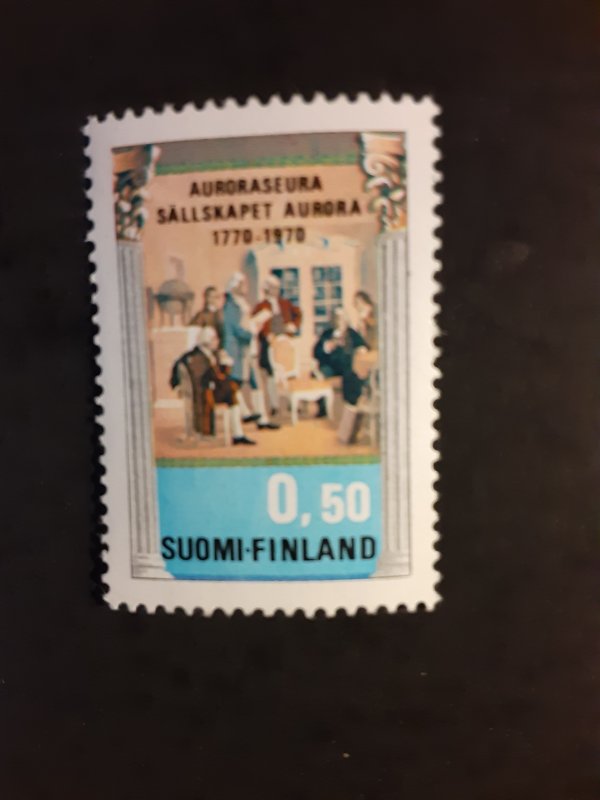 AURORASEURA
SÄLLSKAPET AURORA
1770-1970
0,50
SUOMI·FINLAND